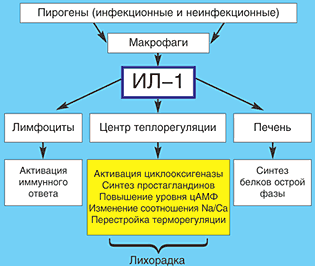 Пирогены (инфекционные и неинфекционные)
Макрофаги
ИЛ–1
Лимфоциты
Центр теплорегуляции
Печень
Активация
иммунного
ответа
Активация циклооксигеназы
Синтез простагландинов
Повышение уровня цАМФ
Изменение соотношения Na/Ca
Перестройка терморегуляции
Синтез
белков острой
фазы
Лихорадка